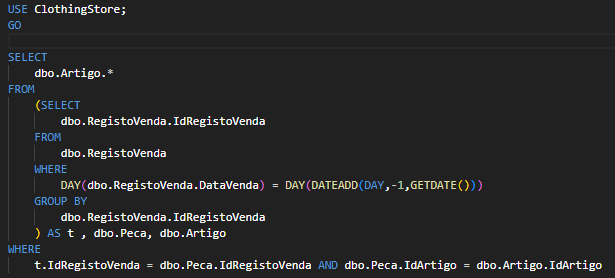 USE ClothingStore;
GO
SELECT
dbo.Artigo.*
FROM
(SELECT
dbo.RegistoVenda.IdRegistoVenda
FROM
dbo.RegistoVenda
WHERE
DAY(dbo.RegistoVenda.DataVenda) = DAY(DATEADD(DAY,-1,GETDATE()))
GROUP BY
dbo.RegistoVenda.IdRegistoVenda
) AS t , dbo.Peca, dbo.Artigo
WHERE
t.IdRegistoVenda = dbo.Peca.IdRegistoVenda AND dbo.Peca.IdArtigo = dbo.Artigo.IdArtigo